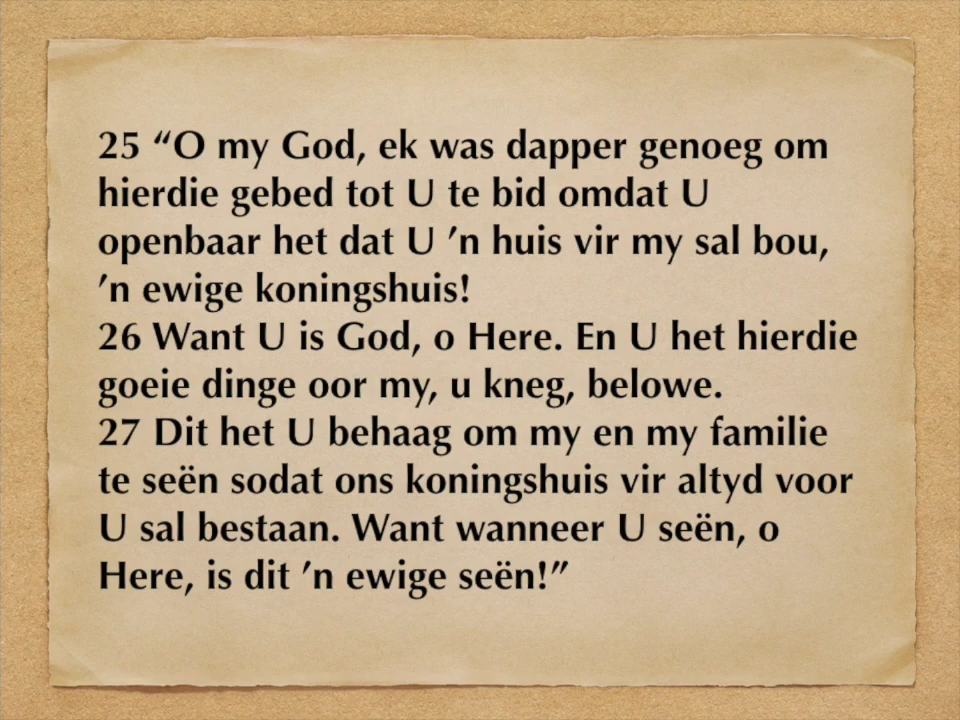 25 “O my God, ek was dapper genoeg om
hierdie gebed tot U te bid omdat U
openbaar het dat U ’n huis vir my sal bou,
’n ewige koningshuis!
26 Want U is God, o Here. En U het hierdie
goeie dinge oor my, u kneg, belowe.
27 Dit het U behaag om my en my familie
te seën sodat ons koningshuis vir altyd voor
U sal bestaan. Want wanneer U seën, o
Here, is dit ’n ewige seën!”